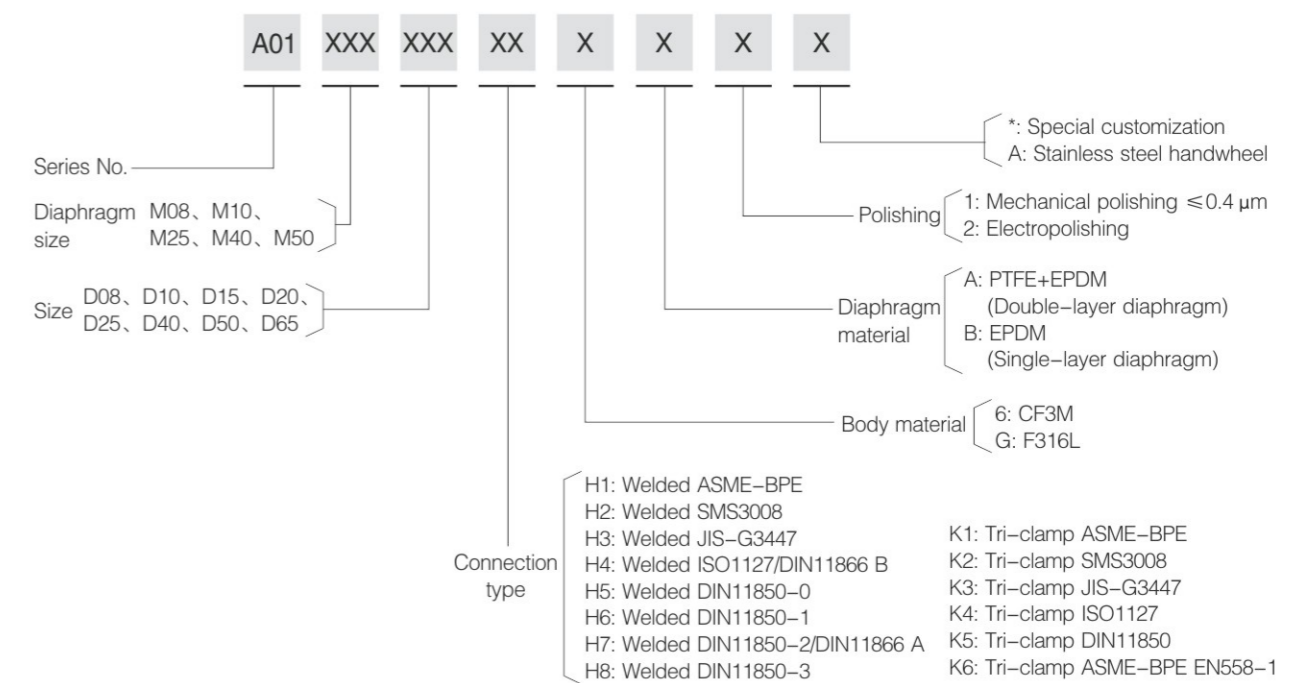 A01 XXX XXX XX X X X X
Series No.
Diaphragm size
M08、M10、
M25、M40、M50
Size
D08、D10、D15、D20、
D25、D40、D50、D65
*: Special customization
A: Stainless steel handwheel
Polishing
1: Mechanical polishing ≤0.4 μm
2: Electropolishing
Diaphragm
material
A: PTFE+EPDM
(Double–layer diaphragm)
B: EPDM
(Single–layer diaphragm)
Body material
6: CF3M
G: F316L
Connection
type
H1: Welded ASME–BPE
H2: Welded SMS3008
H3: Welded JIS–G3447
H4: Welded ISO1127/DIN11866 B
H5: Welded DIN11850–0
H6: Welded DIN11850–1
H7: Welded DIN11850–2/DIN11866 A
H8: Welded DIN11850–3
K1: Tri–clamp ASME–BPE
K2: Tri–clamp SMS3008
K3: Tri–clamp JIS–G3447
K4: Tri–clamp ISO1127
K5: Tri–clamp DIN11850
K6: Tri–clamp ASME–BPE EN558–1